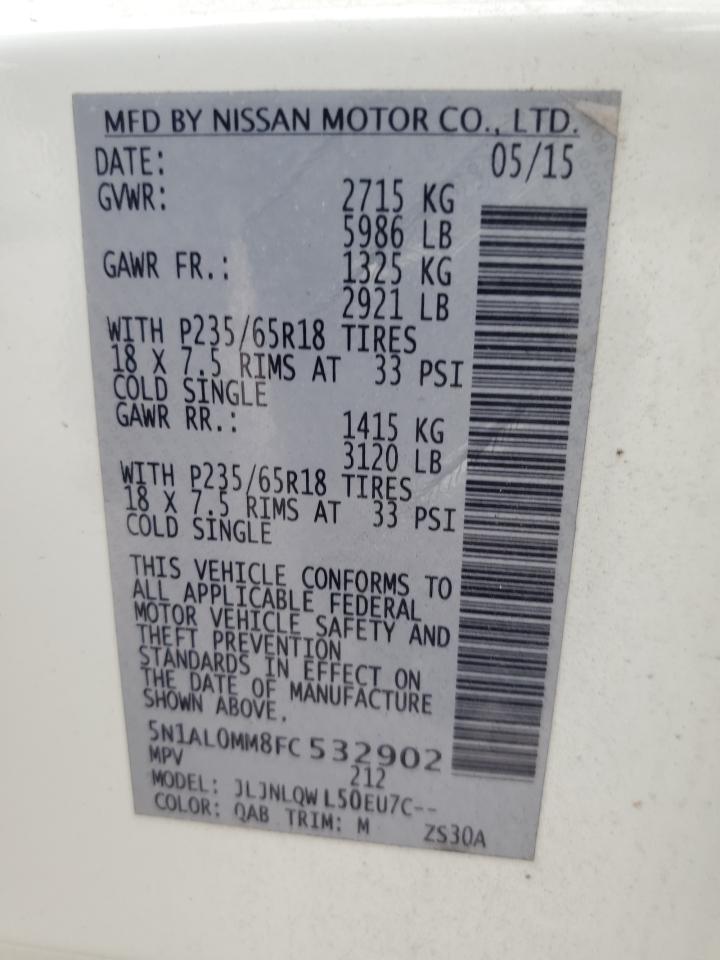 MFD BY NISSAN MOTOR CO., LTD.
DATE: 05/15
GVWR: 2715 KG
5986 LB
GAWR FR.: 1325 KG
2921 LB
WITH P235/65R18 TIRES
18 X 7.5 RIMS AT 33 PSI
COLD SINGLE
GAWR RR.: 1415 KG
3120 LB
WITH P235/65R18 TIRES
18 X 7.5 RIMS AT 33 PSI
COLD SINGLE
THIS VEHICLE CONFORMS TO
ALL APPLICABLE FEDERAL
MOTOR VEHICLE SAFETY AND
THEFT PREVENTION
STANDARDS IN EFFECT ON
THE DATE OF MANUFACTURE
SHOWN ABOVE.
5N1AL0MM8FC532902
MPV 212
MODEL: JLJNLQWL50EU7C--
COLOR: QAB TRIM: M ZS30A